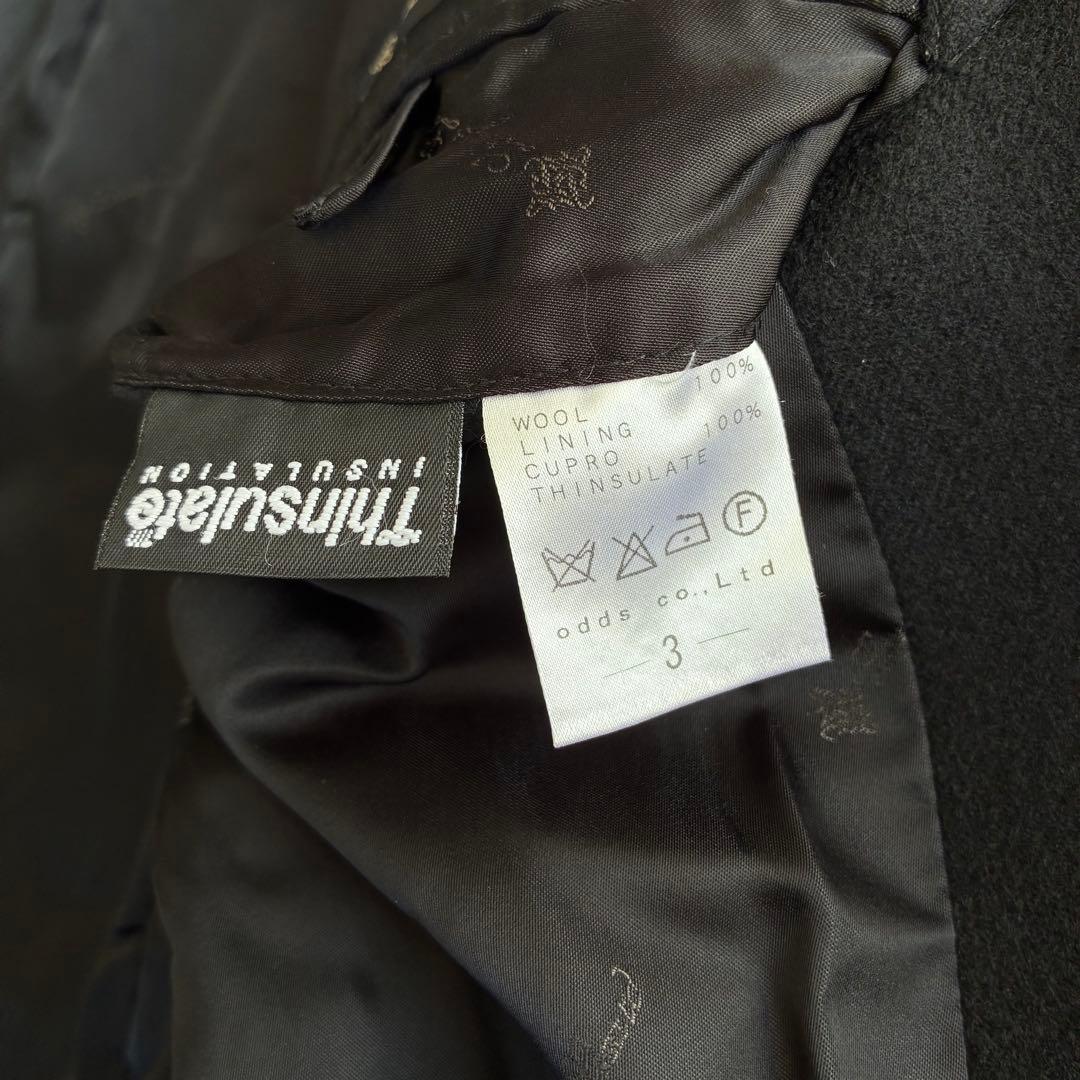 WOOL 100%
LINING
CUPRO 100%
THINSULATE
F
odds co.,Ltd
3
Thinsulate
INSULATION